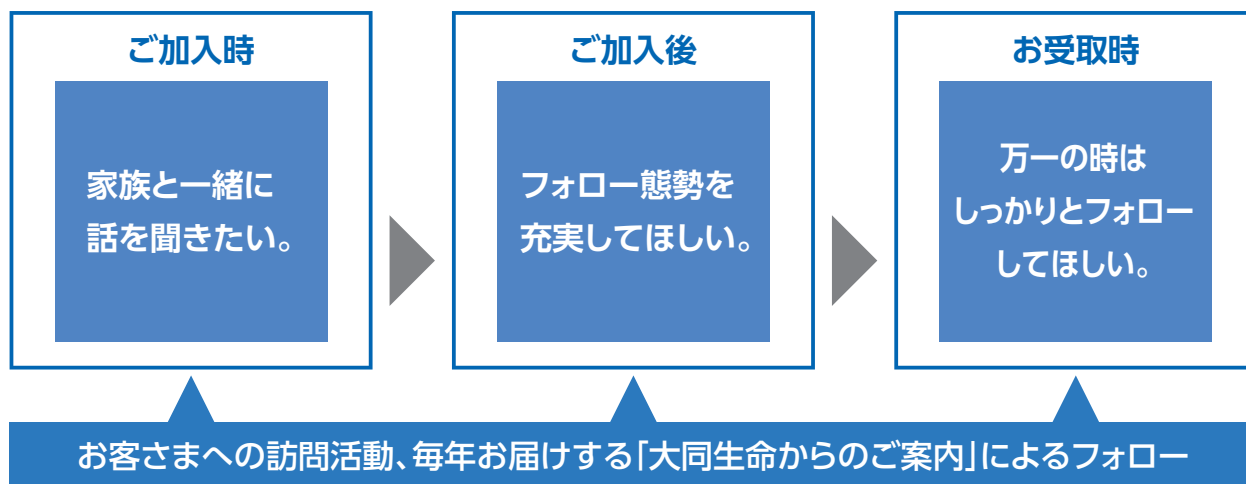 ご加入時
家族と一緒に
話を聞きたい。
ご加入後
フォロー態勢を
充実してほしい。
お受取時
万一の時は
しっかりとフォロー
してほしい。
お客さまへの訪問活動、毎年お届けする「大同生命からのご案内」によるフォロー